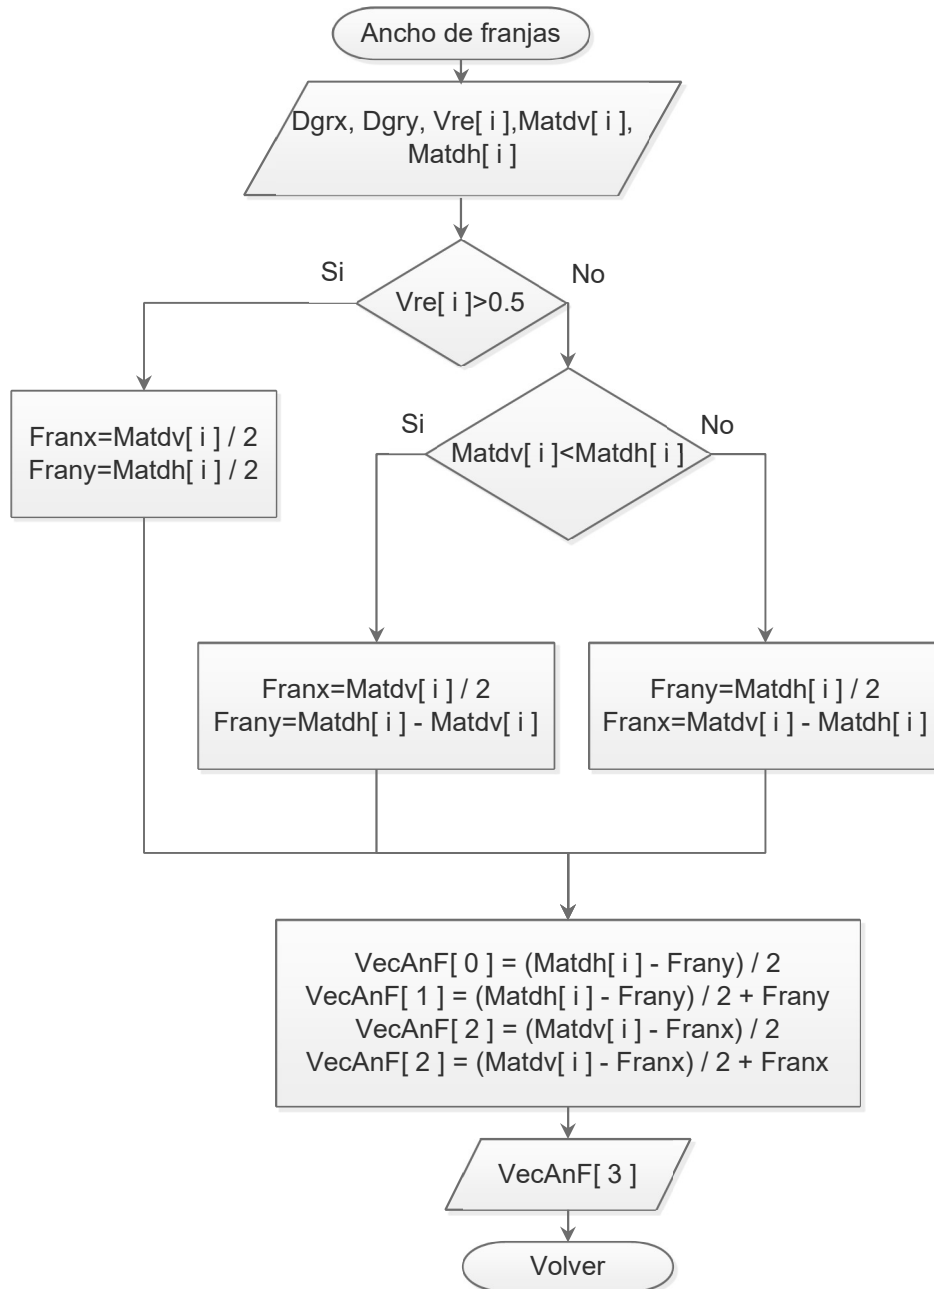 Ancho de franjas
Dgrx, Dgry, Vre[ i ],Matdv[ i ],
Matdh[ i ]
Si
No
Vre[ i ]>0.5
Franx=Matdv[ i ] / 2
Frany=Matdh[ i ] / 2
Si
No
Matdv[ i ]<Matdh[ i ]
Franx=Matdv[ i ] / 2
Frany=Matdh[ i ] - Matdv[ i ]
Frany=Matdh[ i ] / 2
Franx=Matdv[ i ] - Matdh[ i ]
VecAnF[ 0 ] = (Matdh[ i ] - Frany) / 2
VecAnF[ 1 ] = (Matdh[ i ] - Frany) / 2 + Frany
VecAnF[ 2 ] = (Matdv[ i ] - Franx) / 2
VecAnF[ 2 ] = (Matdv[ i ] - Franx) / 2 + Franx
VecAnF[ 3 ]
Volver